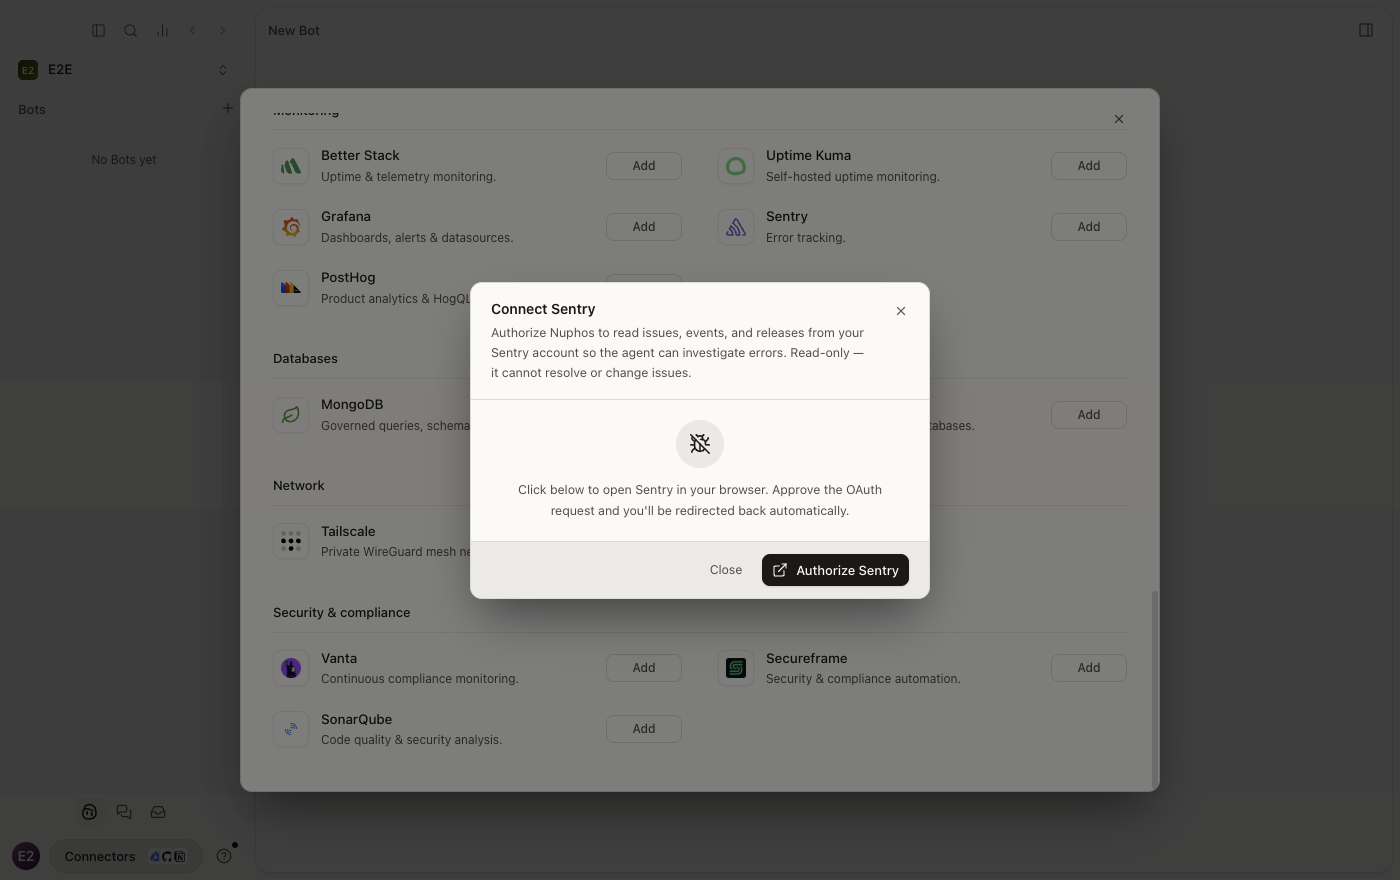 New Bot
E2 E2E
Bots
No Bots yet
Monitoring
Better Stack
Uptime & telemetry monitoring.
Add
Uptime Kuma
Self-hosted uptime monitoring.
Add
Grafana
Dashboards, alerts & datasources.
Add
Sentry
Error tracking.
Add
PostHog
Product analytics & HogQL
Connect Sentry
Authorize Nuphos to read issues, events, and releases from your
Sentry account so the agent can investigate errors. Read-only —
it cannot resolve or change issues.
Click below to open Sentry in your browser. Approve the OAuth
request and you'll be redirected back automatically.
Close
Authorize Sentry
Databases
MongoDB
Governed queries, schema
Add
Network
Tailscale
Private WireGuard mesh
Security & compliance
Vanta
Continuous compliance monitoring.
Add
Secureframe
Security & compliance automation.
Add
SonarQube
Code quality & security analysis.
Add
E2
Connectors